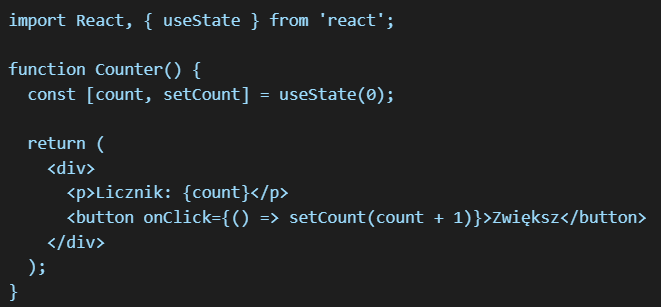 import React, { useState } from 'react';

function Counter() {
  const [count, setCount] = useState(0);

  return (
    <div>
      <p>Licznik: {count}</p>
      <button onClick={() => setCount(count + 1)}>Zwiększ</button>
    </div>
  );
}